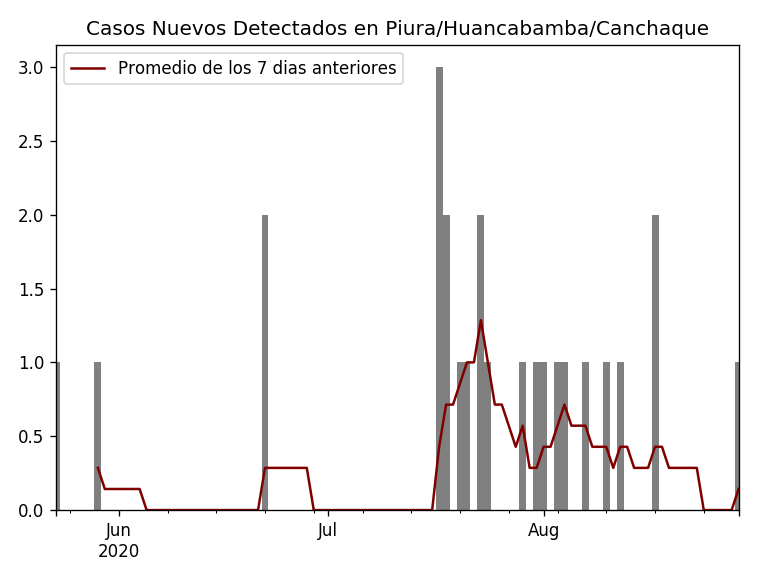 Casos Nuevos Detectados en Piura/Huancabamba/Canchaque
Promedio de los 7 dias anteriores
3.0
2.5
2.0
1.5
1.0
0.5
0.0
Jun
2020
Jul
Aug